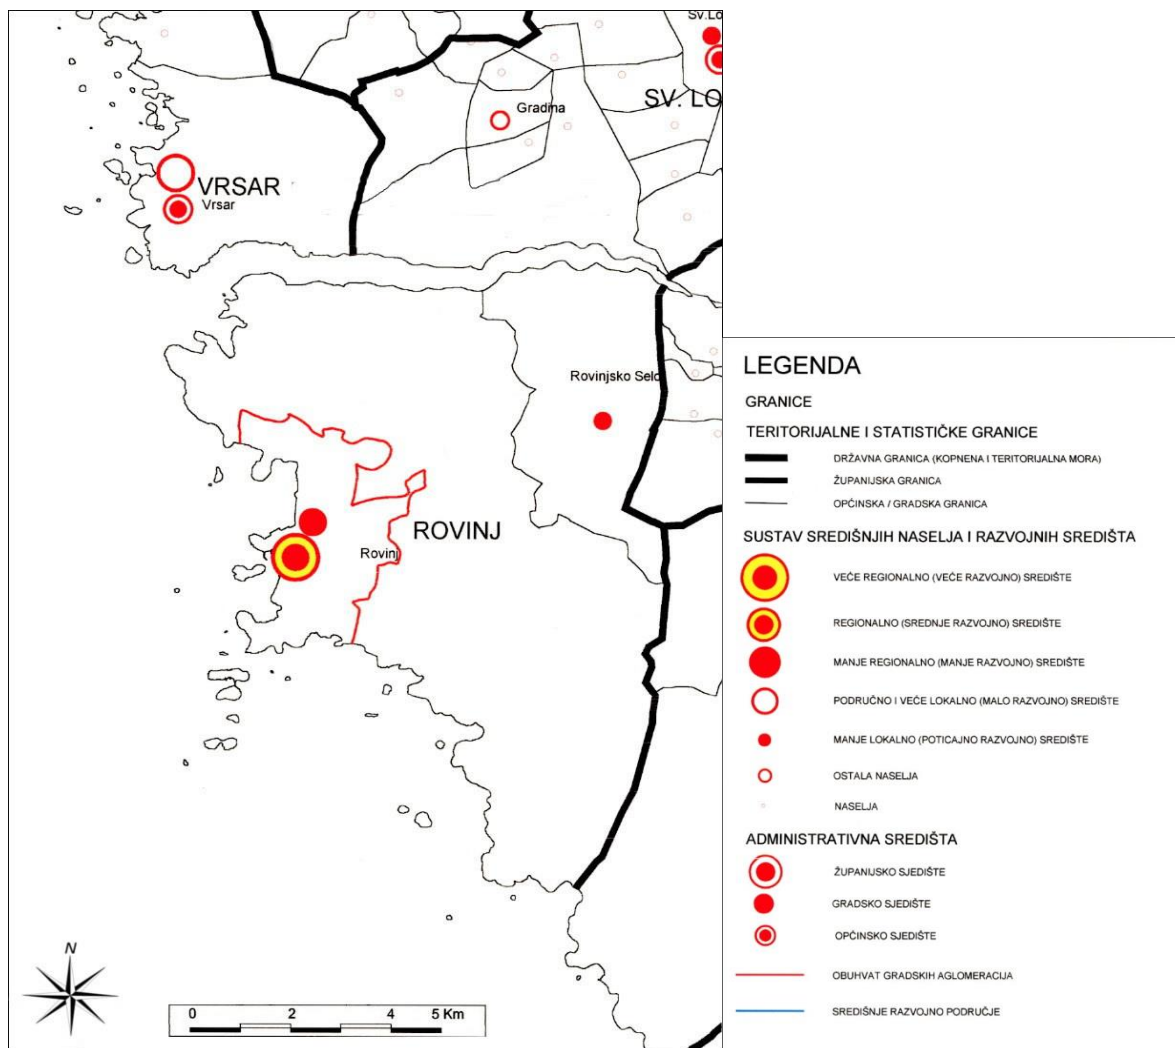 Sv.Lo
SV. LO
Gradina
VRSAR
Vrsar
Rovinjsko Selo
ROVINJ
Rovinj
N
0 2 4 5 Km
LEGENDA
GRANICE
TERITORIJALNE I STATISTIČKE GRANICE
DRŽAVNA GRANICA (KOPNENA I TERITORIJALNA MORA)
ŽUPANIJSKA GRANICA
OPĆINSKA / GRADSKA GRANICA
SUSTAV SREDIŠNJIH NASELJA I RAZVOJNIH SREDIŠTA
VEĆE REGIONALNO (VEĆE RAZVOJNO) SREDIŠTE
REGIONALNO (SREDNJE RAZVOJNO) SREDIŠTE
MANJE REGIONALNO (MANJE RAZVOJNO) SREDIŠTE
PODRUČNO I VEĆE LOKALNO (MALO RAZVOJNO) SREDIŠTE
MANJE LOKALNO (POTICAJNO RAZVOJNO) SREDIŠTE
OSTALA NASELJA
NASELJA
ADMINISTRATIVNA SREDIŠTA
ŽUPANIJSKO SJEDIŠTE
GRADSKO SJEDIŠTE
OPĆINSKO SJEDIŠTE
OBUHVAT GRADSKIH AGLOMERACIJA
SREDIŠNJE RAZVOJNO PODRUČJE